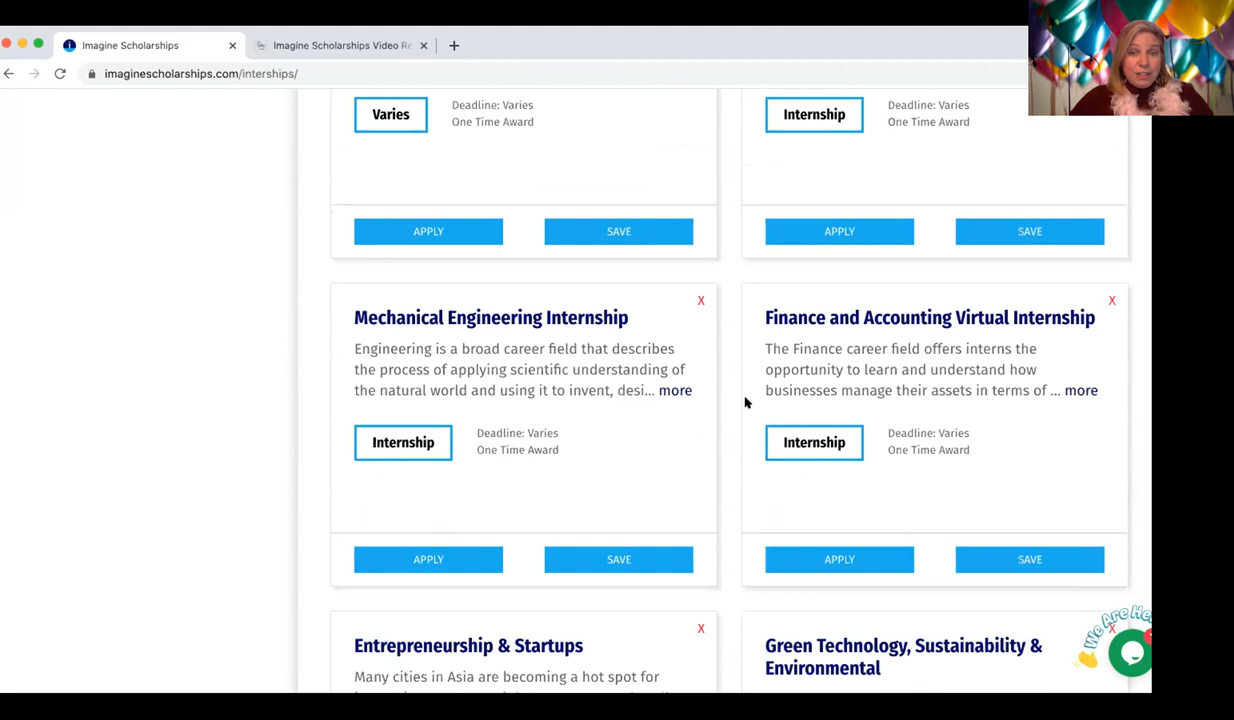 Imagine Scholarships
Imagine Scholarships Video Re
imaginescholarships.com/interships/
Varies
Deadline: Varies
One Time Award
Internship
Deadline: Varies
One Time Award
APPLY
SAVE
APPLY
SAVE
X
Mechanical Engineering Internship
Engineering is a broad career field that describes
the process of applying scientific understanding of
the natural world and using it to invent, desi... more
Internship
Deadline: Varies
One Time Award
APPLY
SAVE
X
Finance and Accounting Virtual Internship
The Finance career field offers interns the
opportunity to learn and understand how
businesses manage their assets in terms of ... more
Internship
Deadline: Varies
One Time Award
APPLY
SAVE
X
Entrepreneurship & Startups
Many cities in Asia are becoming a hot spot for
X
Green Technology, Sustainability &
Environmental
We Are He